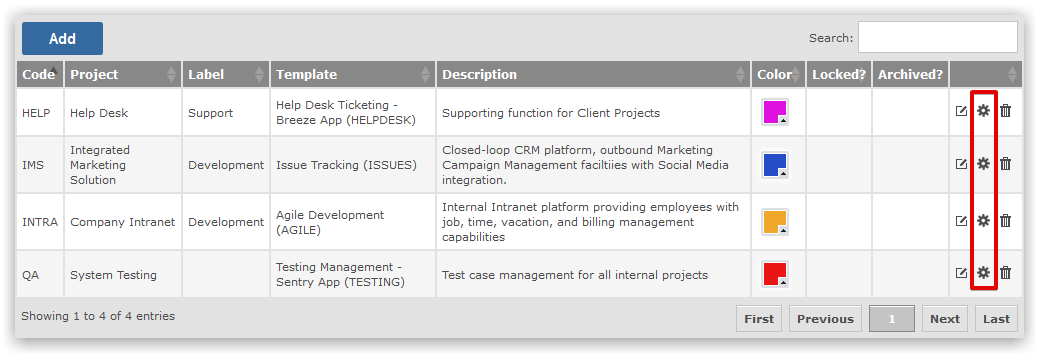 Add
Search:
Code Project Label Template Description Color Locked? Archived?
HELP Help Desk Support Help Desk Ticketing -
Breeze App (HELPDESK) Supporting function for Client Projects
IMS Integrated
Marketing
Solution Development Issue Tracking (ISSUES) Closed-loop CRM platform, outbound Marketing
Campaign Management faciltiies with Social Media
integration.
INTRA Company Intranet Development Agile Development
(AGILE) Internal Intranet platform providing employees with
job, time, vacation, and billing management
capabilities
QA System Testing Testing Management -
Sentry App (TESTING) Test case management for all internal projects
Showing 1 to 4 of 4 entries
First Previous 1 Next Last